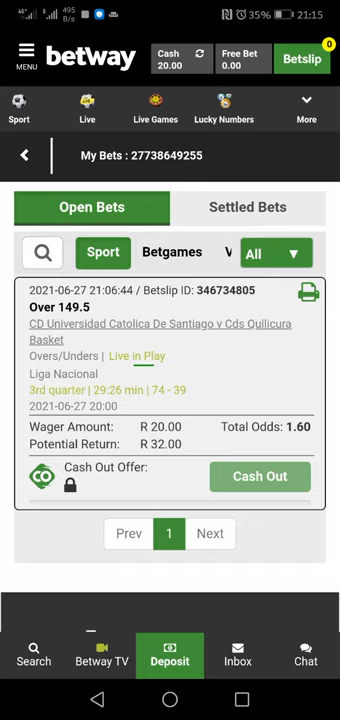 4G+
495
B/s
35%
21:15
MENU
betway
Cash
20.00
Free Bet
0.00
Betslip
0
Sport
Live
Live Games
Lucky Numbers
More
My Bets : 27738649255
Open Bets
Settled Bets
Sport
Betgames
V
All
2021-06-27 21:06:44 / Betslip ID: 346734805
Over 149.5
CD Universidad Catolica De Santiago v Cds Quilicura
Basket
Overs/Unders | Live in Play
Liga Nacional
3rd quarter | 29:26 min | 74 - 39
2021-06-27 20:00
Wager Amount: R 20.00 Total Odds: 1.60
Potential Return: R 32.00
CO
Cash Out Offer:
Cash Out
Prev
1
Next
Search
Betway TV
Deposit
Inbox
Chat